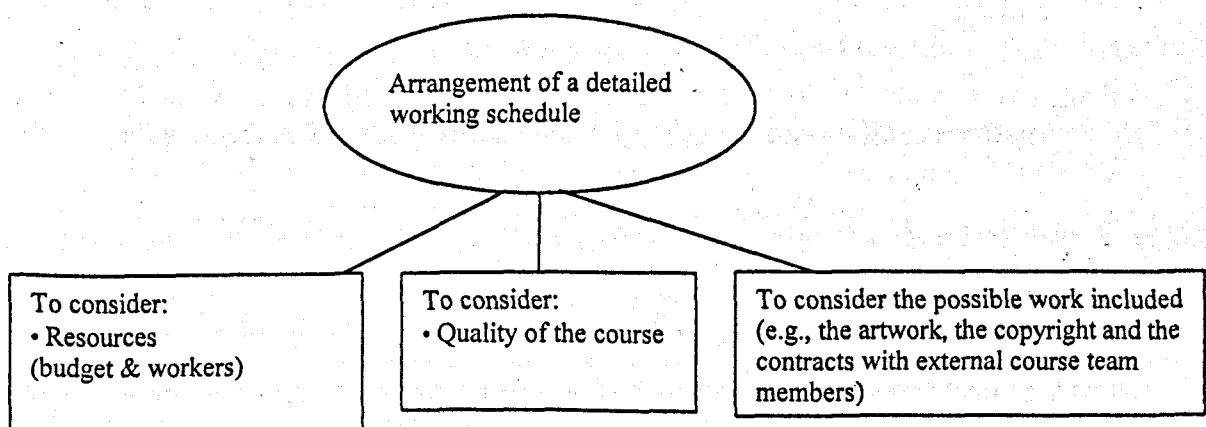 Arrangement of a detailed
working schedule
To consider:
• Resources
(budget & workers)
To consider:
• Quality of the course
To consider the possible work included
(e.g., the artwork, the copyright and the
contracts with external course team
members)